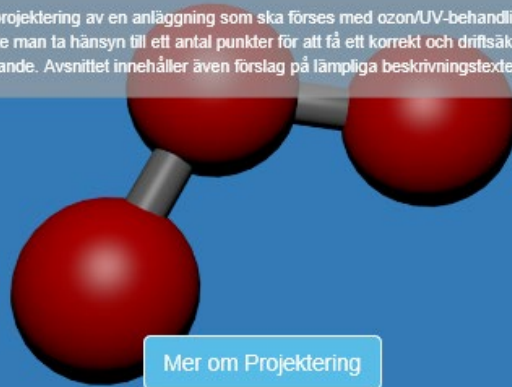 projektering av en anläggning som ska förses med ozon/UV-behandli
e man ta hänsyn till ett antal punkter för att få ett korrekt och driftsäk
ande. Avsnittet innehåller även förslag på lämpliga beskrivningstexte
Mer om Projektering